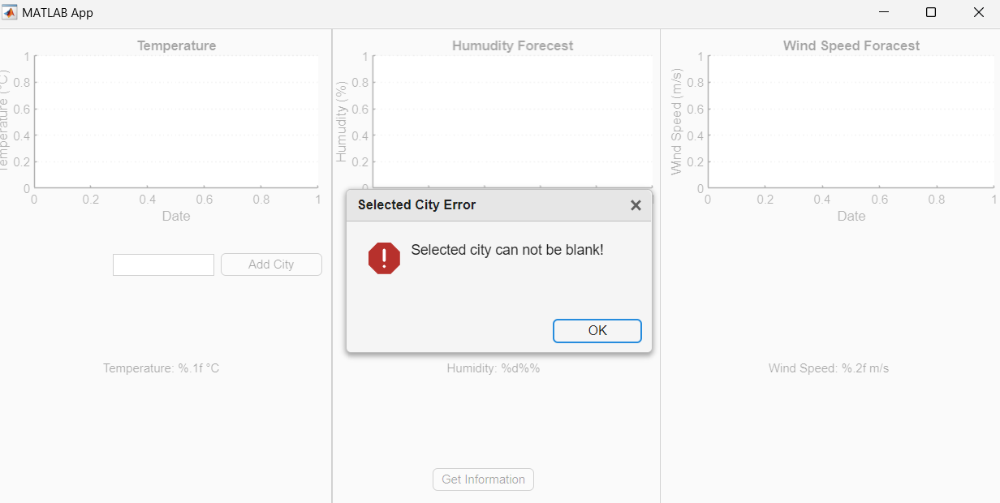 MATLAB App
Temperature
1
0.8
0.6
0.4
0.2
0
Temperature (°C)
0 0.2 0.4 0.6 0.8 1
Date
Humudity Forecest
1
0.8
0.6
0.4
0.2
0
Humudity (%)
Wind Speed Foracest
1
0.8
0.6
0.4
0.2
0
Wind Speed (m/s)
0 0.2 0.4 0.6 0.8 1
Date
Selected City Error
Selected city can not be blank!
OK
Add City
Temperature: %.1f °C
Humidity: %d%%
Wind Speed: %.2f m/s
Get Information